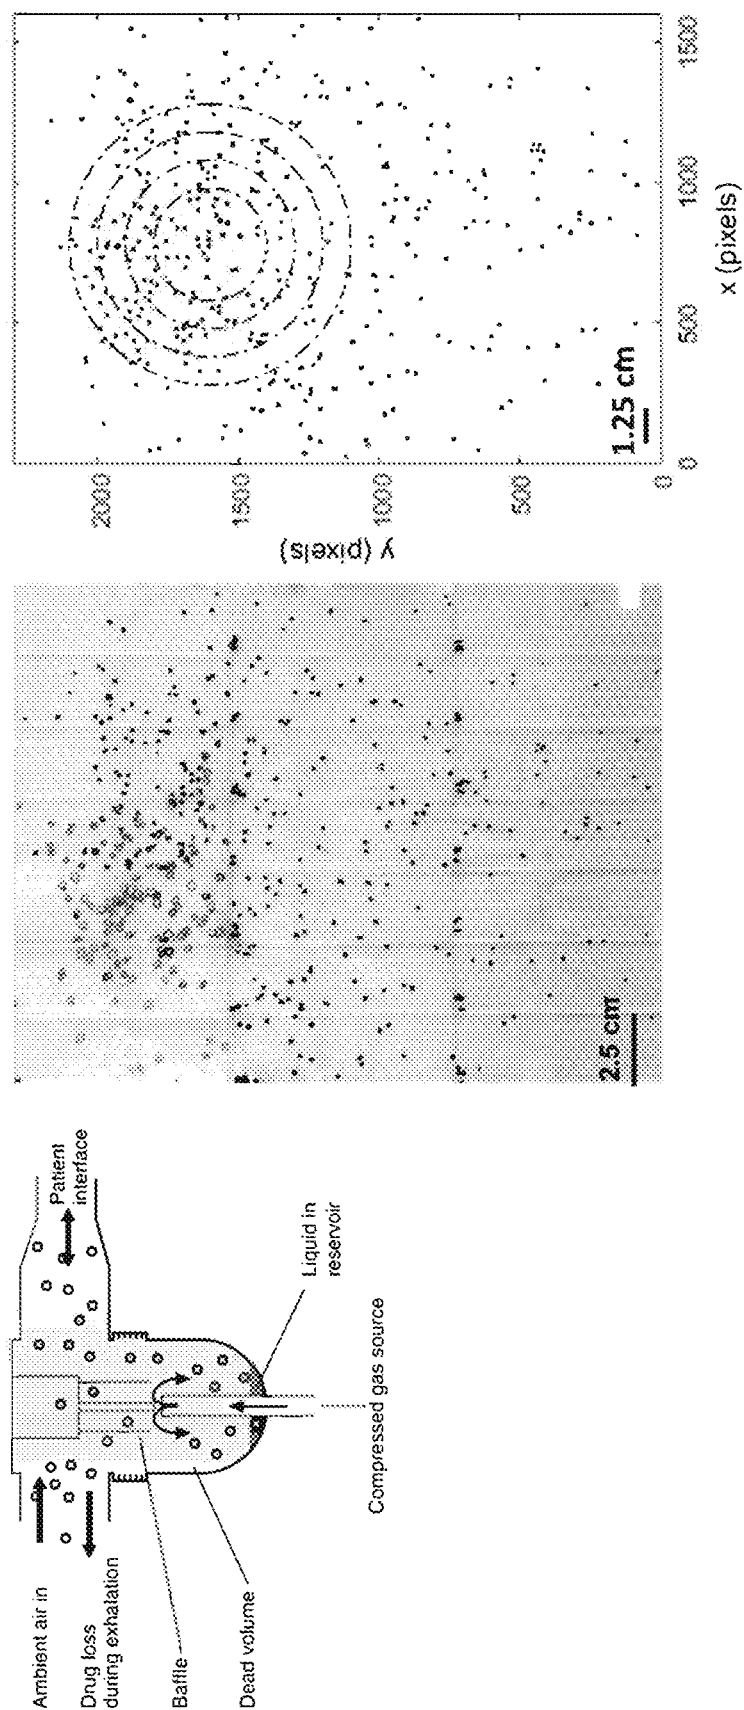 Ambient air in
Drug loss
during exhalation
Baffle
Dead volume
Patient
interface
Liquid in
reservoir
Compressed gas source
2.5 cm
y (pixels)
2000
1500
1000
500
0
1.25 cm
0
500
1000
1500
x (pixels)